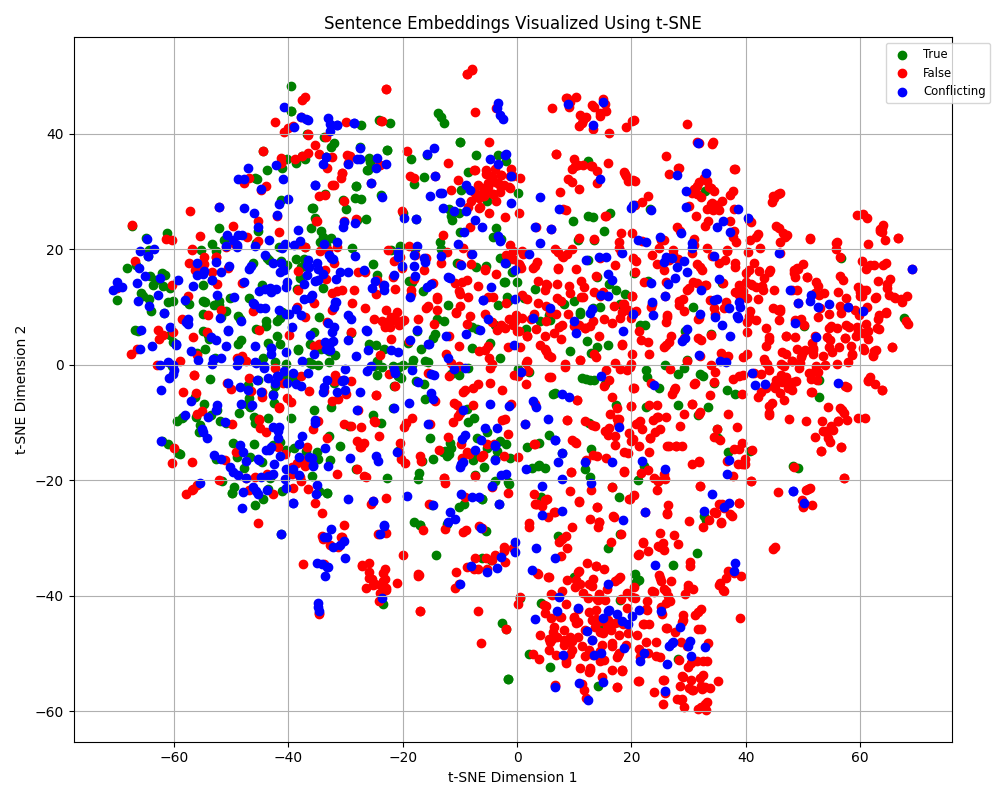 Sentence Embeddings Visualized Using t-SNE
True
False
Conflicting
t-SNE Dimension 2
40
20
0
−20
−40
−60
−60 −40 −20 0 20 40 60
t-SNE Dimension 1